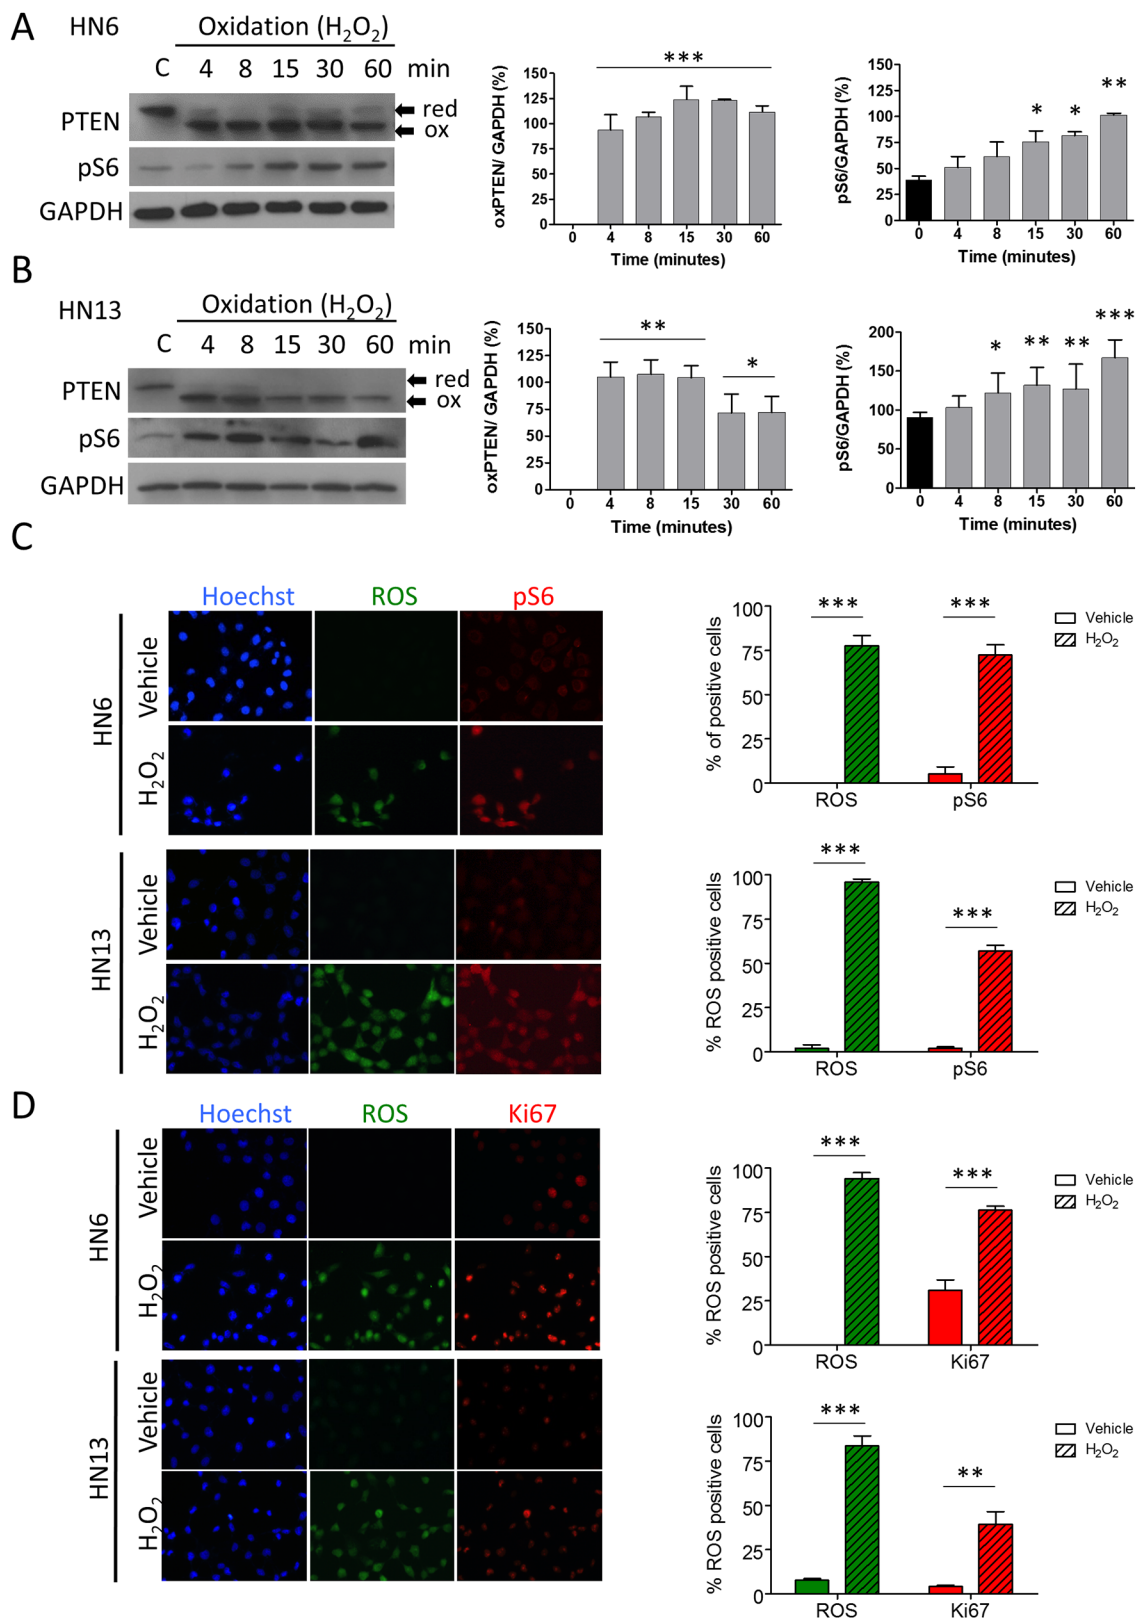 A
HN6
Oxidation (H2O2)
C 4 8 15 30 60 min
PTEN
red
ox
pS6
GAPDH
oxPTEN/ GAPDH (%)
150
125
100
75
50
25
0
***
0 4 8 15 30 60
Time (minutes)
pS6/GAPDH (%)
150
100
50
75
25
0
* * **
0 4 8 15 30 60
Time (minutes)
B
HN13
Oxidation (H2O2)
C 4 8 15 30 60 min
PTEN
red
ox
pS6
GAPDH
oxPTEN/ GAPDH (%)
150
125
100
75
50
25
0
** *
0 4 8 15 30 60
Time (minutes)
pS6/GAPDH (%)
200
150
100
50
0
* ** ** ***
0 4 8 15 30 60
Time (minutes)
C
Hoechst ROS pS6
HN6
Vehicle
H2O2
HN13
Vehicle
H2O2
% of positive cells
100
75
50
25
0
*** ***
ROS pS6
Vehicle
H2O2
% ROS positive cells
100
75
50
25
0
*** ***
ROS pS6
Vehicle
H2O2
D
Hoechst ROS Ki67
HN6
Vehicle
H2O2
HN13
Vehicle
H2O2
% ROS positive cells
100
75
50
25
0
*** ***
ROS Ki67
Vehicle
H2O2
% ROS positive cells
100
75
50
25
0
*** **
ROS Ki67
Vehicle
H2O2